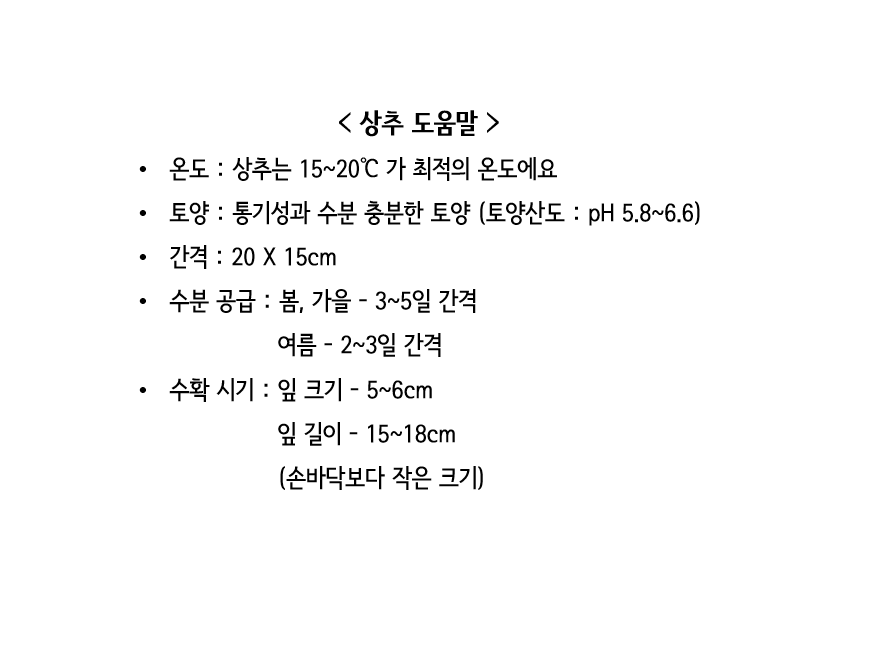 < 상추 도움말 >
• 온도 : 상추는 15~20℃ 가 최적의 온도에요
• 토양 : 통기성과 수분 충분한 토양 (토양산도 : pH 5.8~6.6)
• 간격 : 20 X 15cm
• 수분 공급 : 봄, 가을 - 3~5일 간격
여름 - 2~3일 간격
• 수확 시기 : 잎 크기 - 5~6cm
잎 길이 - 15~18cm
(손바닥보다 작은 크기)